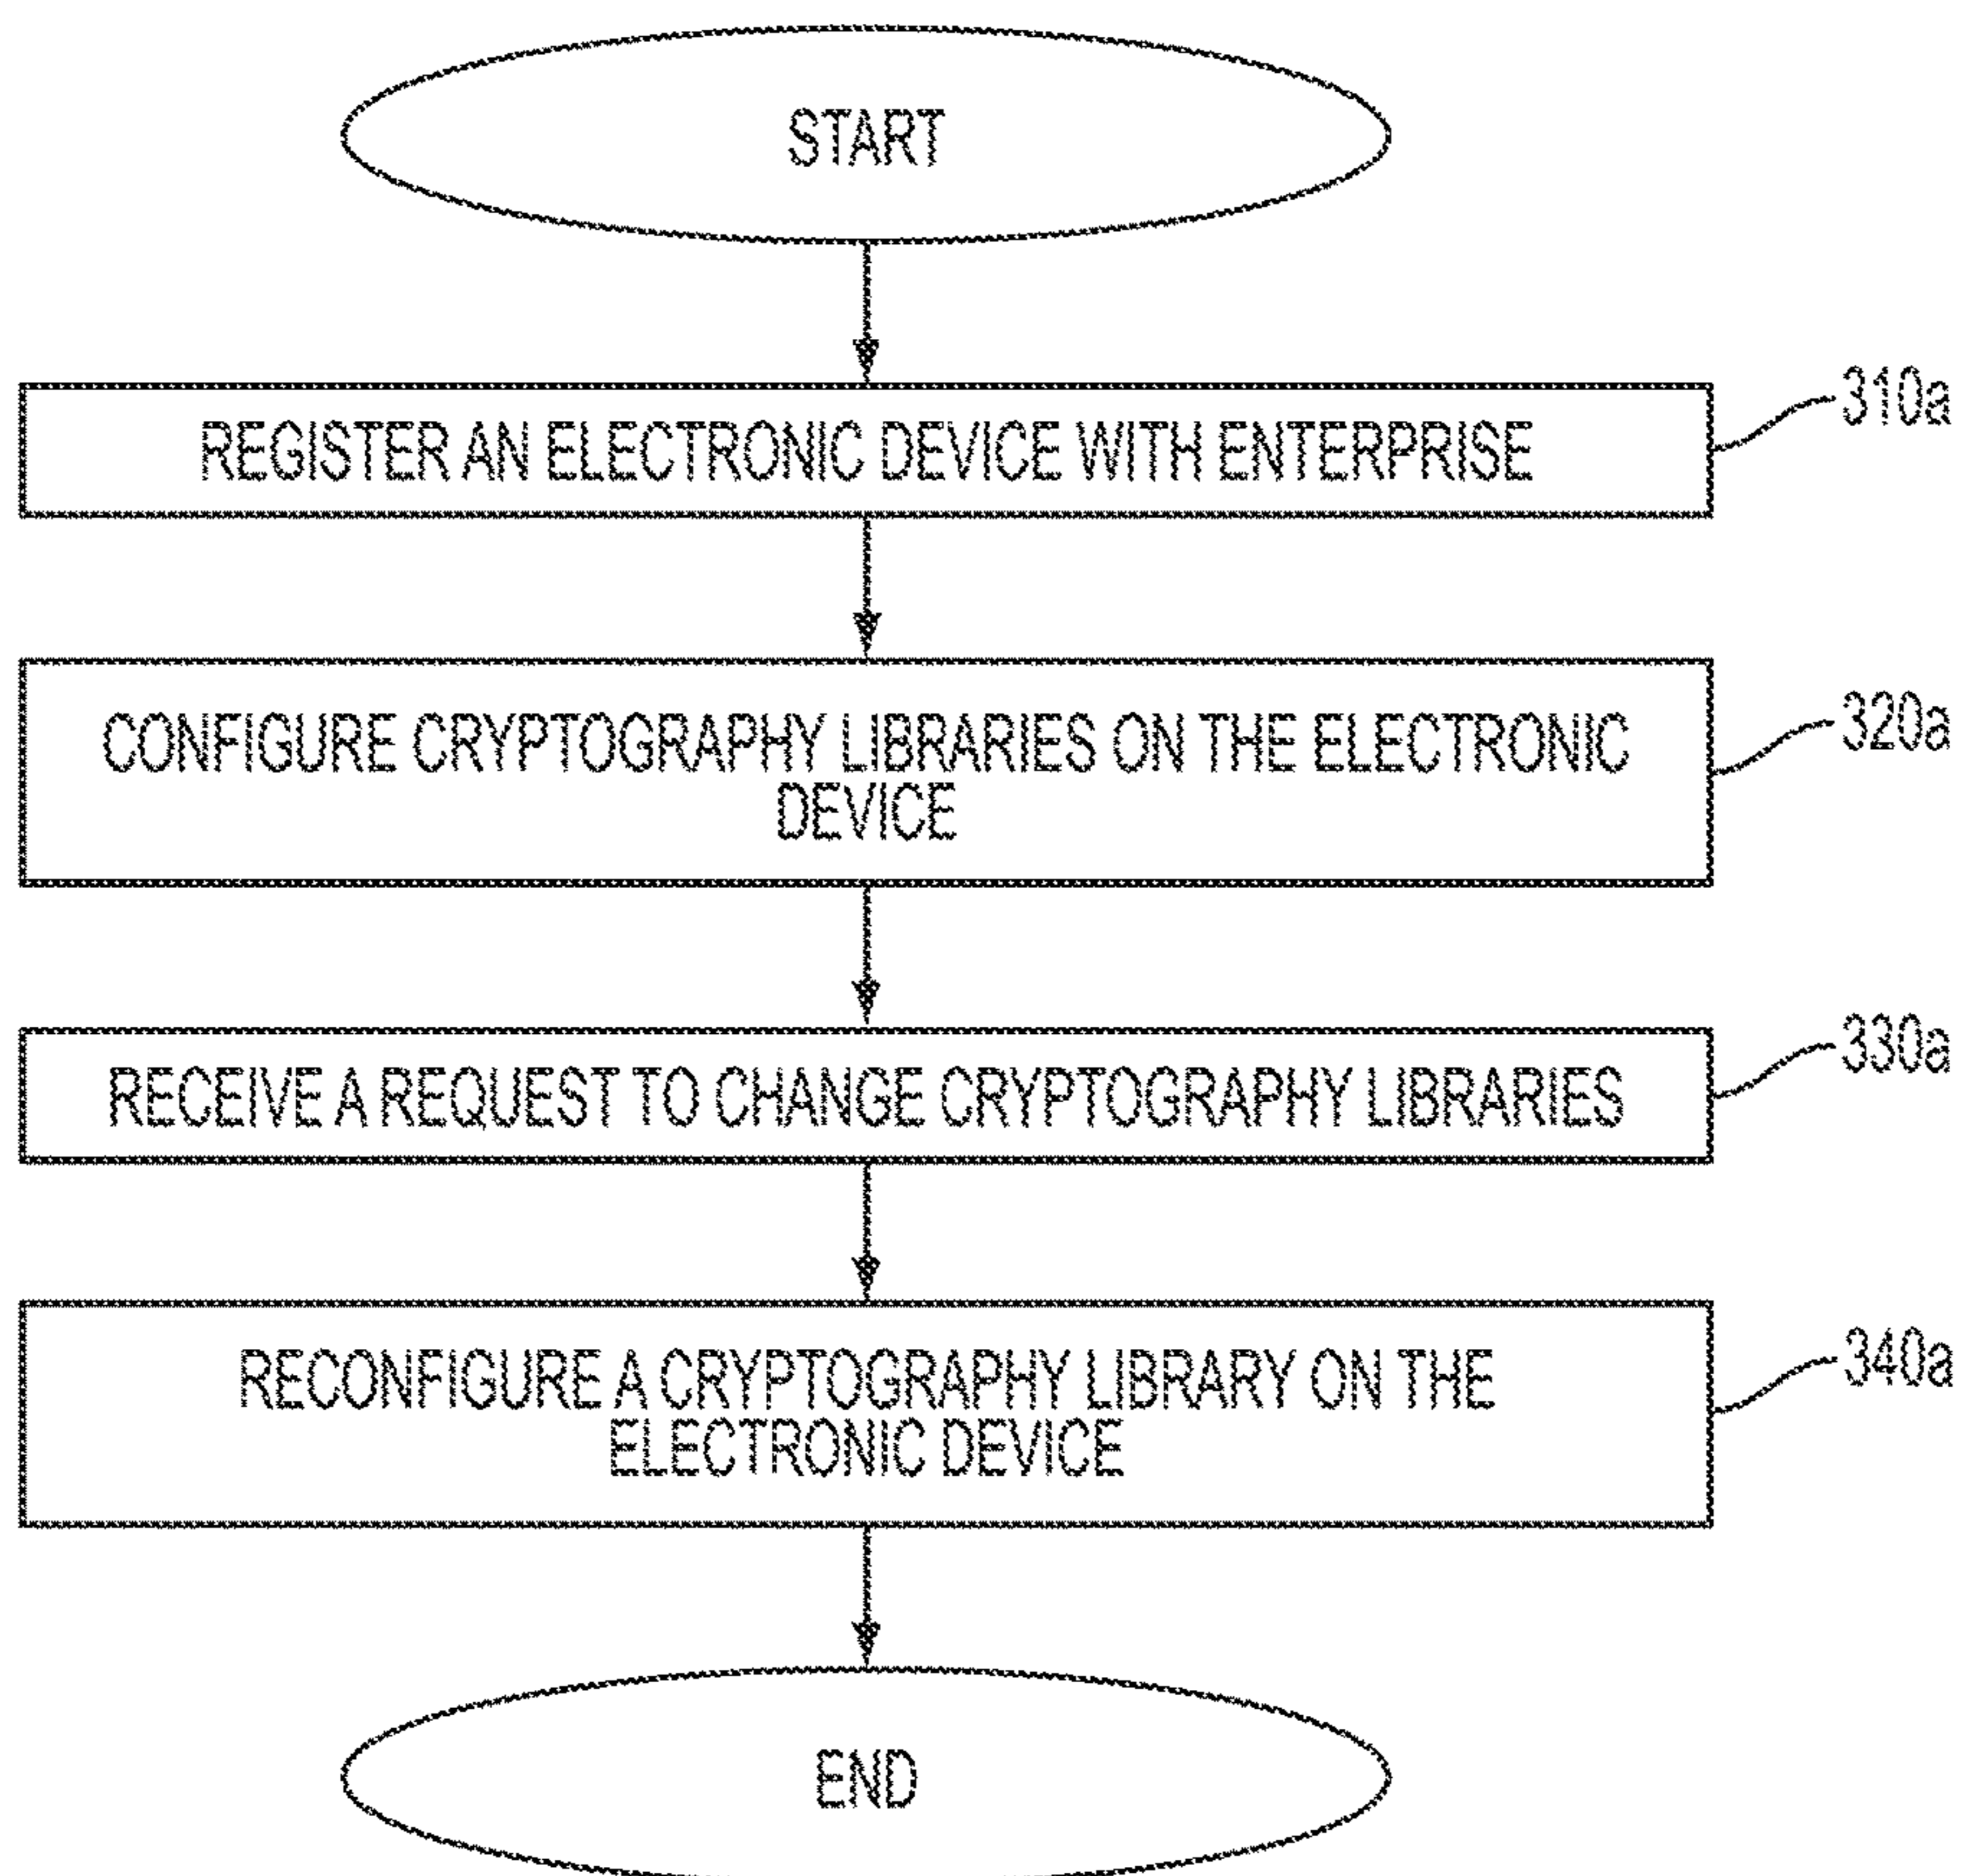 START
REGISTER AN ELECTRONIC DEVICE WITH ENTERPRISE
310a
CONFIGURE CRYPTOGRAPHY LIBRARIES ON THE ELECTRONIC
DEVICE
320a
RECEIVE A REQUEST TO CHANGE CRYPTOGRAPHY LIBRARIES
330a
RECONFIGURE A CRYPTOGRAPHY LIBRARY ON THE
ELECTRONIC DEVICE
340a
END